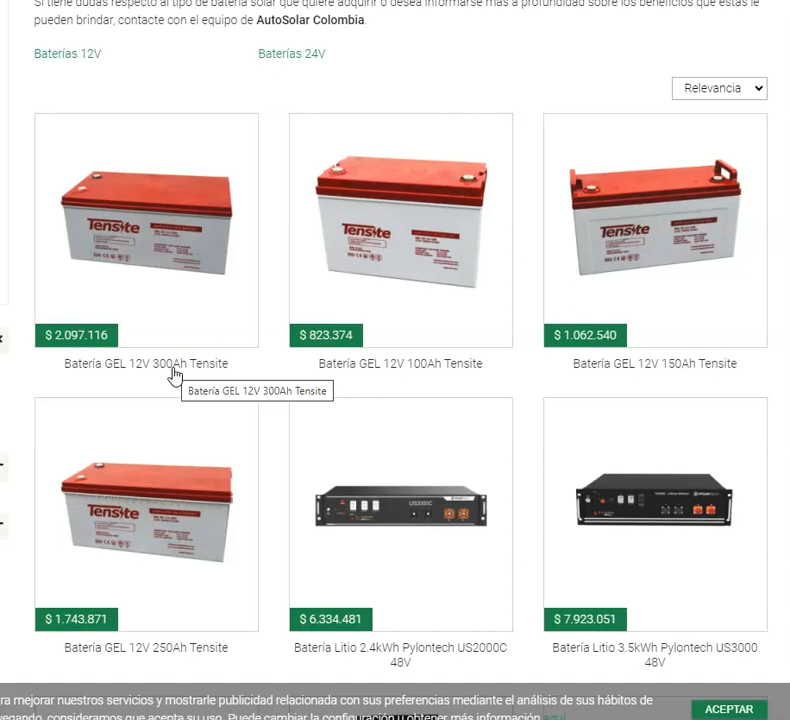 Si tiene dudas respecto al tipo de batería solar que quiere adquirir o desea informarse más a profundidad sobre los beneficios que estas le
pueden brindar, contacte con el equipo de AutoSolar Colombia.
Baterías 12V
Baterías 24V
Relevancia
Tensite
Tensite
Tensite
$ 2.097.116
$ 823.374
$ 1.062.540
Batería GEL 12V 300Ah Tensite
Batería GEL 12V 100Ah Tensite
Batería GEL 12V 150Ah Tensite
Batería GEL 12V 300Ah Tensite
Tensite
US2000C
$ 1.743.871
$ 6.334.481
$ 7.923.051
Batería GEL 12V 250Ah Tensite
Batería Litio 2.4kWh Pylontech US2000C
48V
Batería Litio 3.5kWh Pylontech US3000
48V
ra mejorar nuestros servicios y mostrarle publicidad relacionada con sus preferencias mediante el análisis de sus hábitos de
vegando, consideramos que acepta su uso. Puede cambiar la configuración u obtener más información aquí
ACEPTAR